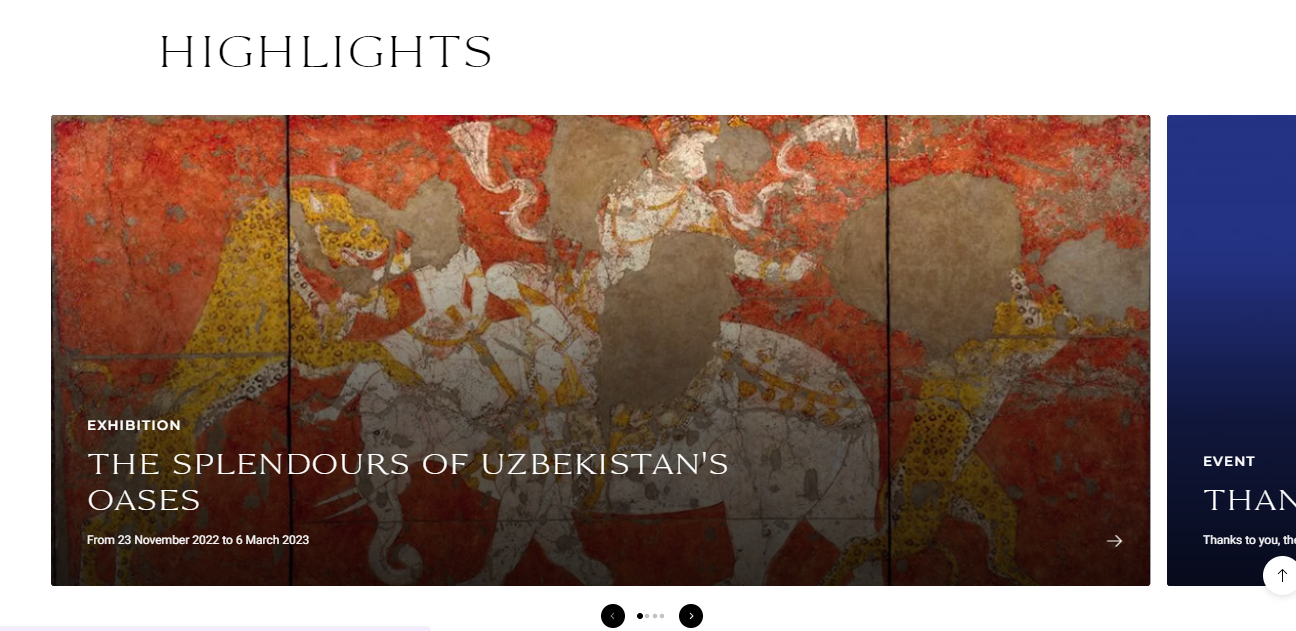 HIGHLIGHTS
EXHIBITION
THE SPLENDOURS OF UZBEKISTAN'S
OASES
From 23 November 2022 to 6 March 2023
EVENT
THAN
Thanks to you, the